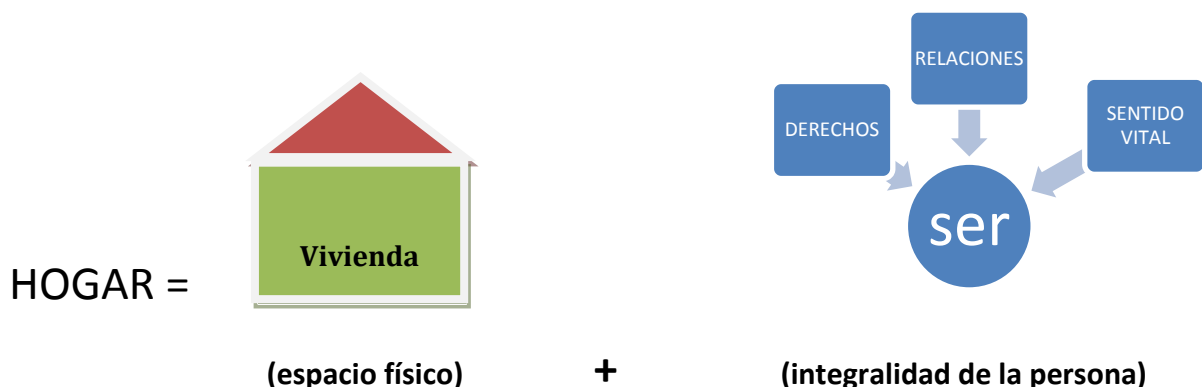 RELACIONES
DERECHOS
SENTIDO
VITAL
ser
Vivienda
HOGAR =
(espacio físico) + (integralidad de la persona)